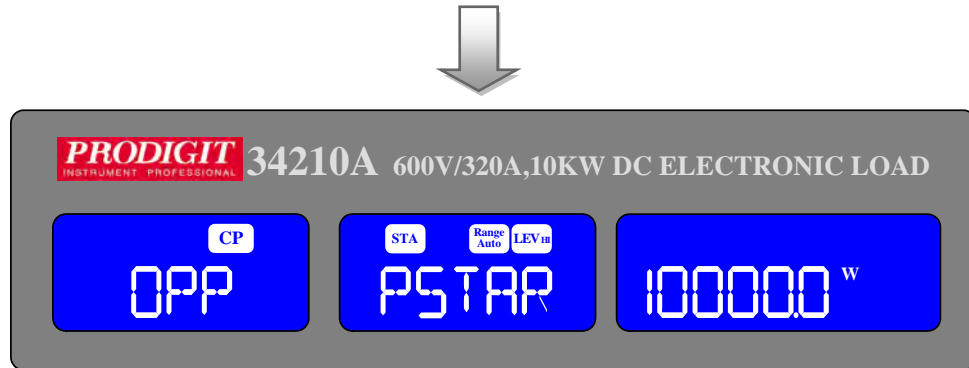 PRODIGIT
INSTRUMENT PROFESSIONAL
34210A 600V/320A,10KW DC ELECTRONIC LOAD
CP
OPP
STA Range Auto LEV HI
PSTAR
10000.0 W